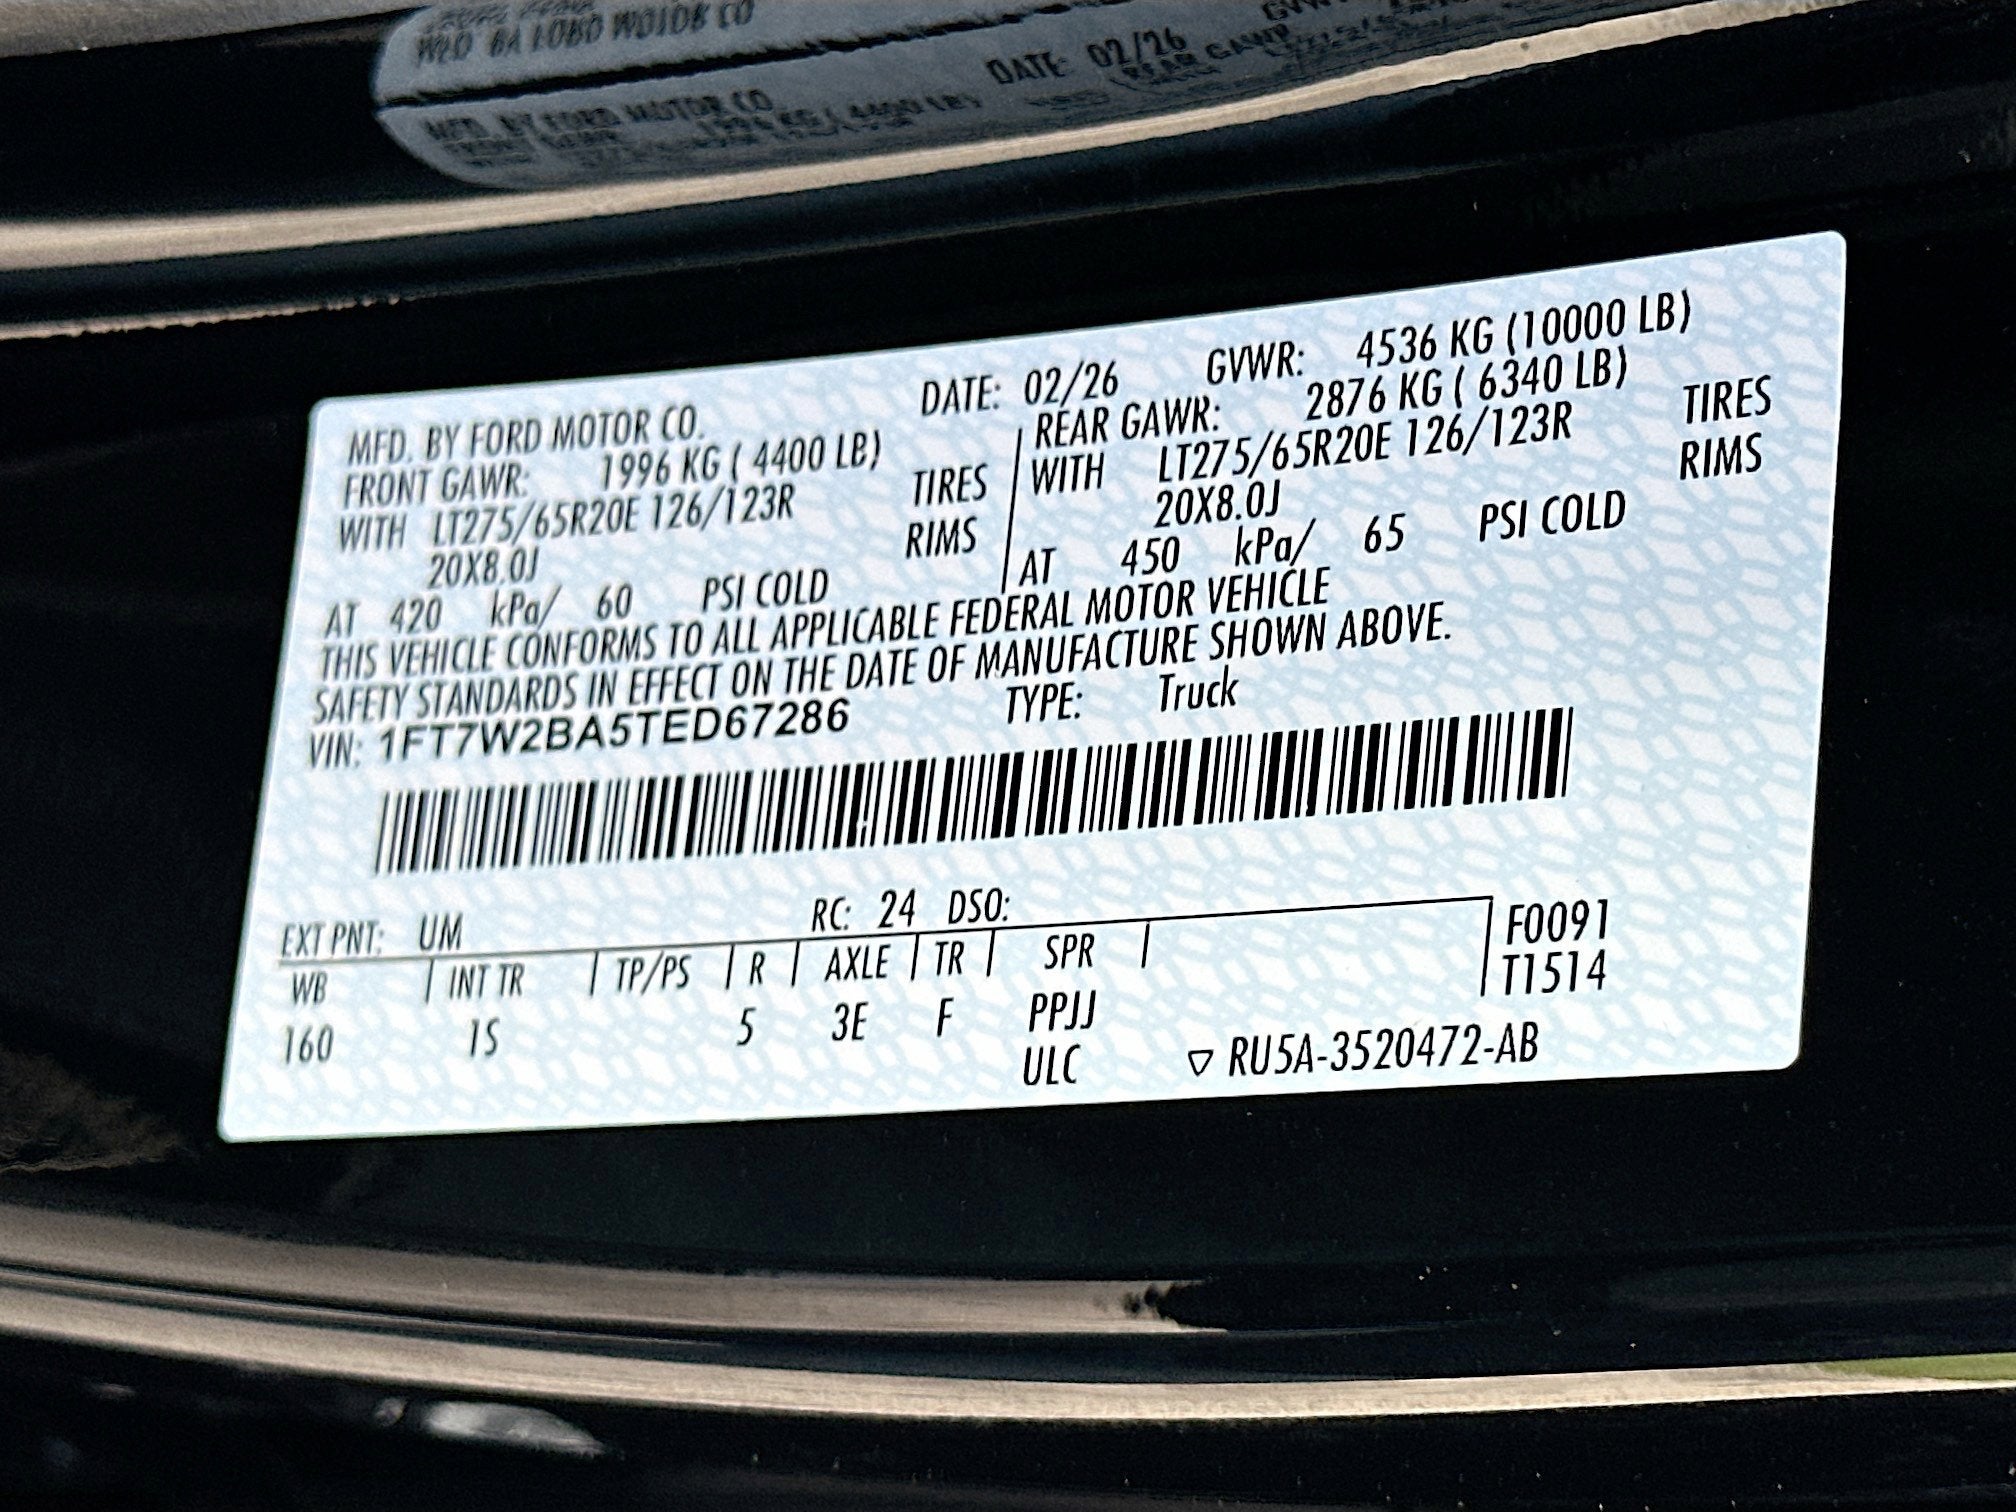 MFD. BY FORD MOTOR CO. DATE: 02/26 GVWR: 4536 KG (10000 LB)
FRONT GAWR: 1996 KG ( 4400 LB) REAR GAWR: 2876 KG ( 6340 LB)
WITH LT275/65R20E 126/123R TIRES WITH LT275/65R20E 126/123R TIRES
20X8.0J RIMS 20X8.0J RIMS
AT 420 kPa/ 60 PSI COLD AT 450 kPa/ 65 PSI COLD
THIS VEHICLE CONFORMS TO ALL APPLICABLE FEDERAL MOTOR VEHICLE
SAFETY STANDARDS IN EFFECT ON THE DATE OF MANUFACTURE SHOWN ABOVE.
VIN: 1FT7W2BA5TED67286 TYPE: Truck
EXT PNT: UM RC: 24 DSO: F0091
WB INT TR TP/PS R AXLE TR SPR T1514
160 1S 5 3E F PPJJ
ULC RU5A-3520472-AB